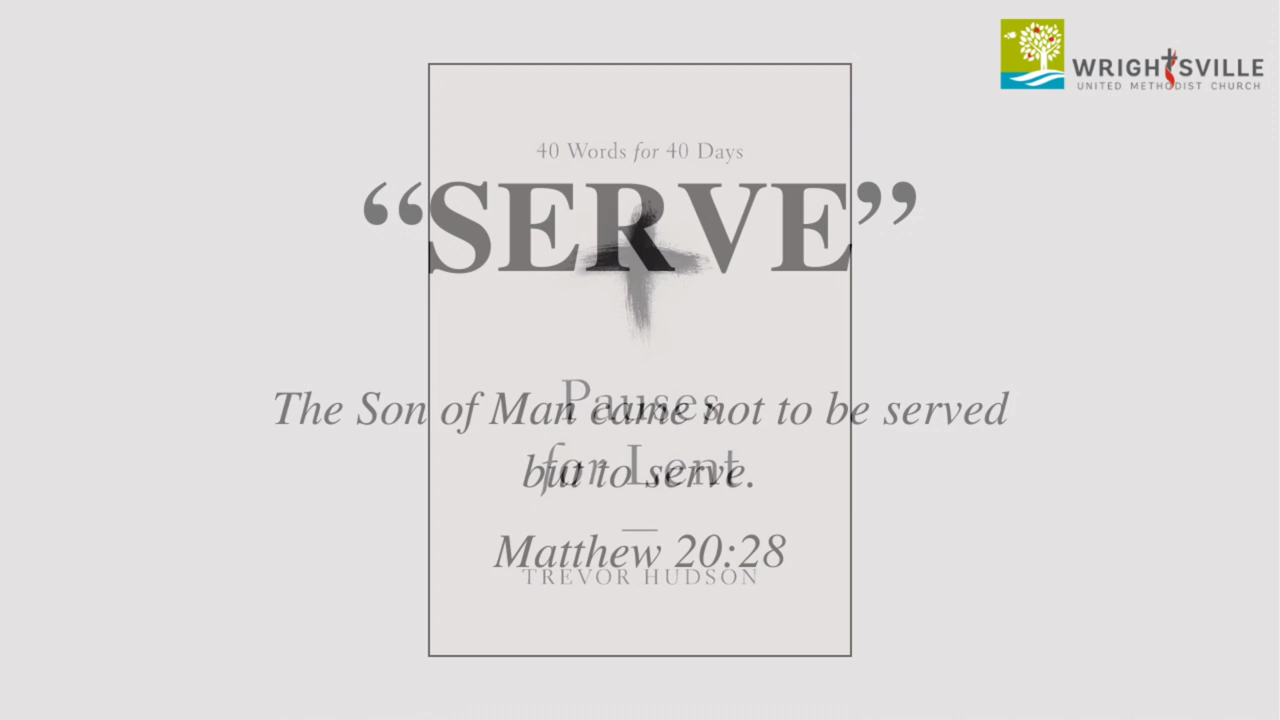 WRIGHTSVILLE
UNITED METHODIST CHURCH
40 Words for 40 Days
“SERVE”
Pauses
for Lent
The Son of Man came not to be served
but to serve.
Matthew 20:28
TREVOR HUDSON